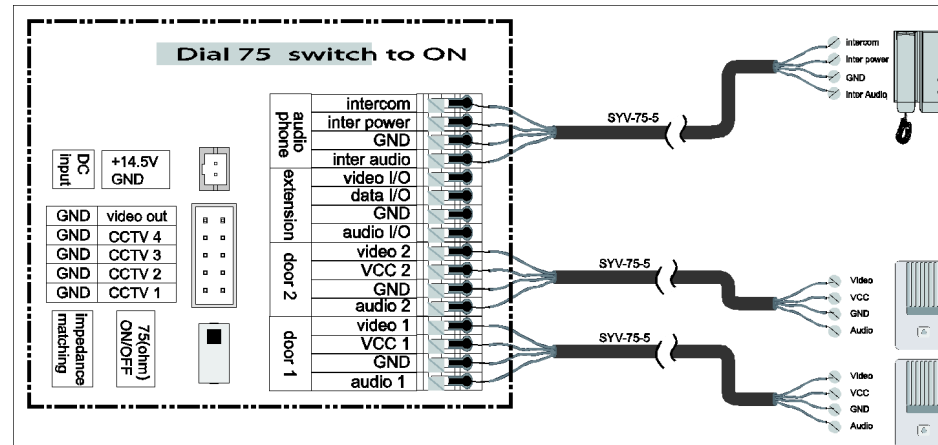 Dial 75 switch to ON
DC input
+14.5V
GND
GND video out
GND CCTV 4
GND CCTV 3
GND CCTV 2
GND CCTV 1
impedance matching
75(ohm)
ON/OFF
audio phone
intercom
inter power
GND
inter audio
extension
video I/O
data I/O
GND
audio I/O
door 2
video 2
VCC 2
GND
audio 2
door 1
video 1
VCC 1
GND
audio 1
SYV-75-5
intercom
Inter power
GND
Inter Audio
SYV-75-5
Video
VCC
GND
Audio
SYV-75-5
Video
VCC
GND
Audio